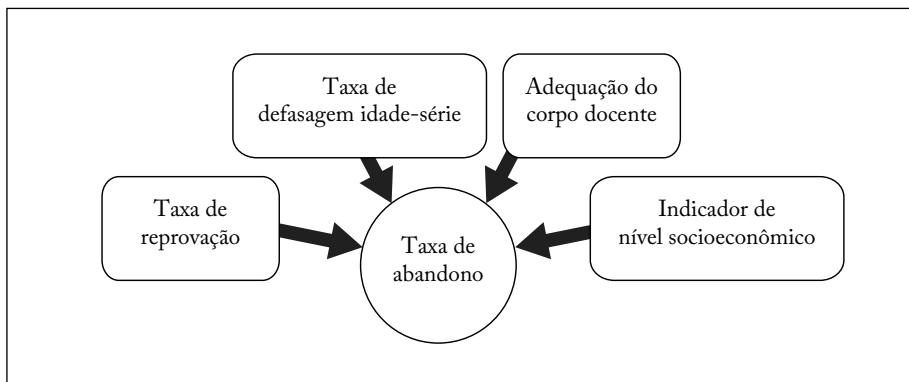 Taxa de
defasagem idade-série
Adequação do
corpo docente
Taxa de
reprovação
Indicador de
nível socioeconômico
Taxa de
abandono